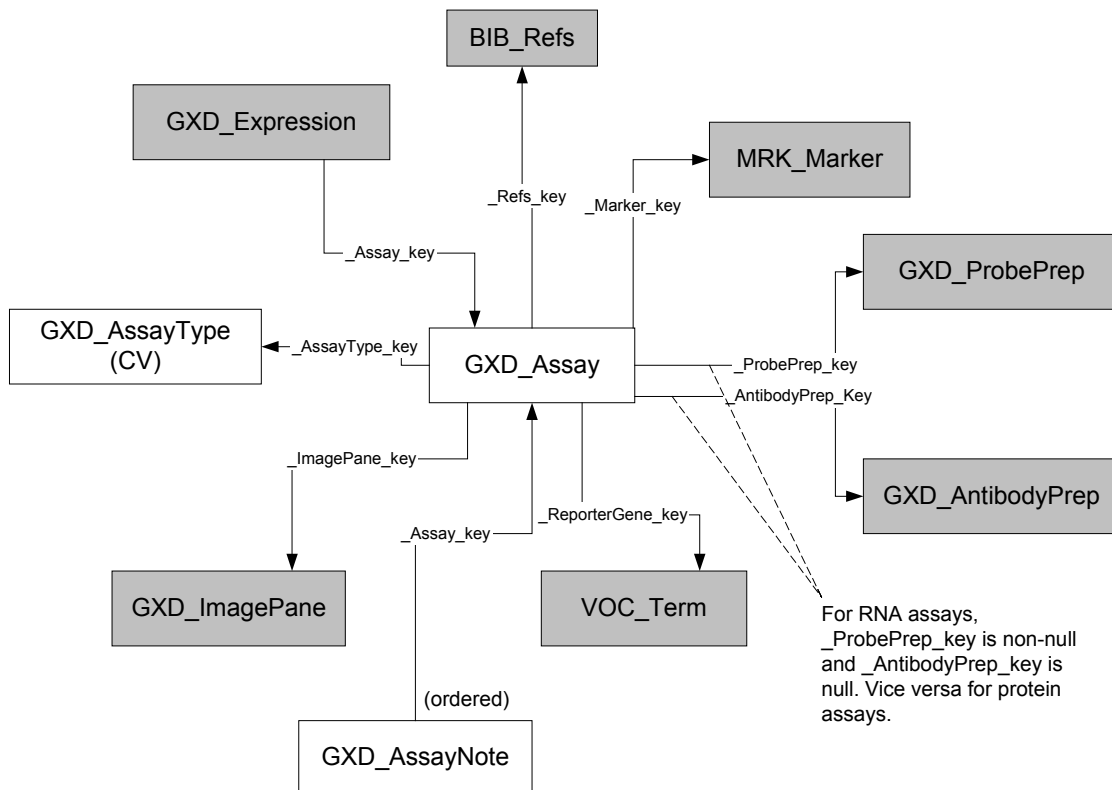 BIB_Refs
GXD_Expression
MRK_Marker
_Refs_key
_Marker_key
_Assay_key
GXD_ProbePrep
GXD_AssayType
(CV)
_AssayType_key
GXD_Assay
_ProbePrep_key
_AntibodyPrep_Key
_ImagePane_key
GXD_AntibodyPrep
_Assay_key
_ReporterGene_key
GXD_ImagePane
VOC_Term
For RNA assays,
_ProbePrep_key is non-null
and _AntibodyPrep_key is
null. Vice versa for protein
assays.
(ordered)
GXD_AssayNote